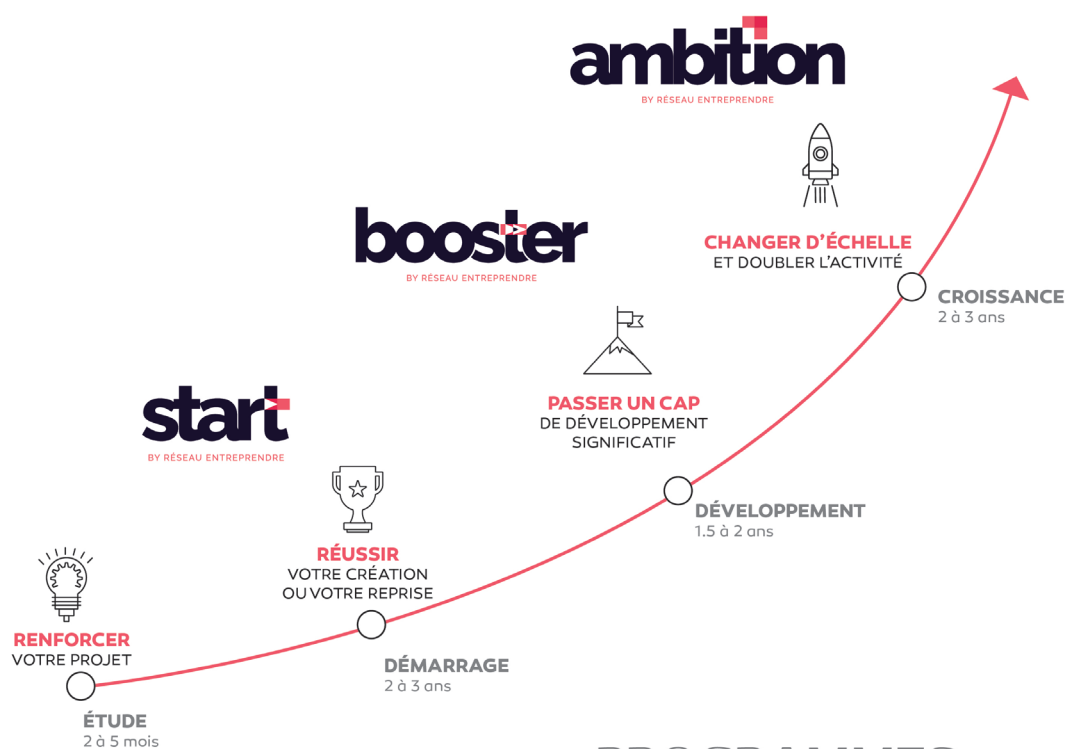 ambition
BY RÉSEAU ENTREPRENDRE
CHANGER D'ÉCHELLE
ET DOUBLER L'ACTIVITÉ
CROISSANCE
2 à 3 ans
booster
BY RÉSEAU ENTREPRENDRE
PASSER UN CAP
DE DÉVELOPPEMENT
SIGNIFICATIF
DÉVELOPPEMENT
1.5 à 2 ans
start
BY RÉSEAU ENTREPRENDRE
RÉUSSIR
VOTRE CRÉATION
OU VOTRE REPRISE
DÉMARRAGE
2 à 3 ans
RENFORCER
VOTRE PROJET
ÉTUDE
2 à 5 mois